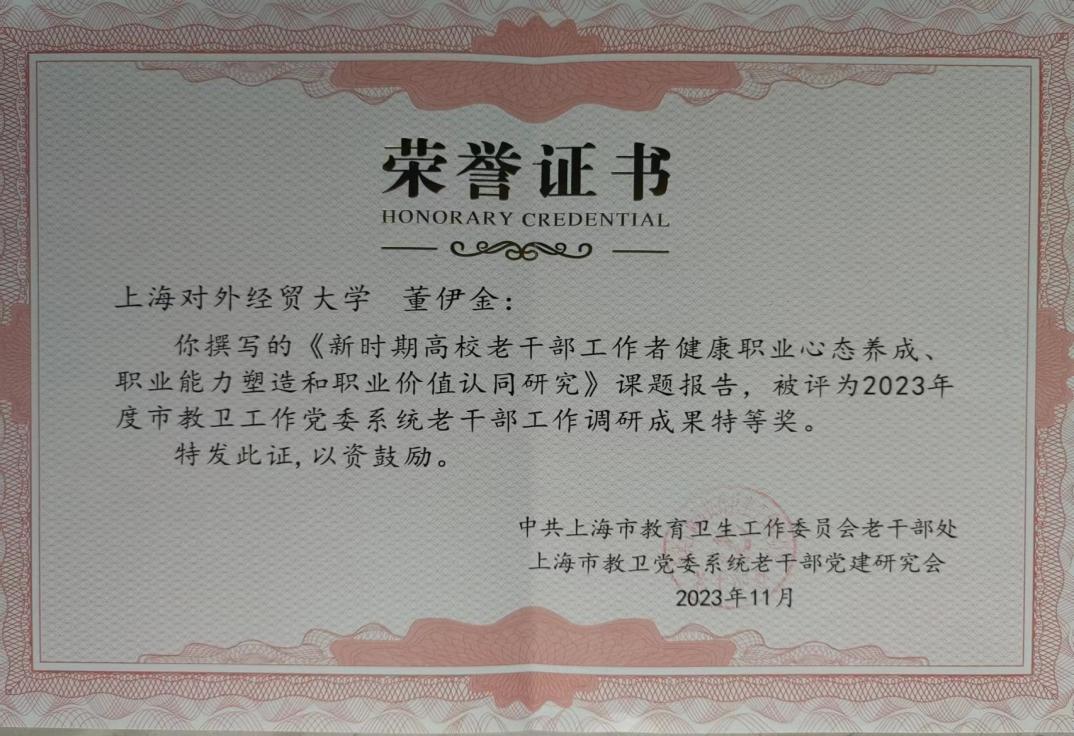 荣誉证书
HONORARY CREDENTIAL
上海对外经贸大学 董伊金：
你撰写的《新时期高校老干部工作者健康职业心态养成、
职业能力塑造和职业价值认同研究》课题报告，被评为2023年
度市教卫工作党委系统老干部工作调研成果特等奖。
特发此证,以资鼓励。
中共上海市教育卫生工作委员会老干部处
上海市教卫党委系统老干部党建研究会
2023年11月